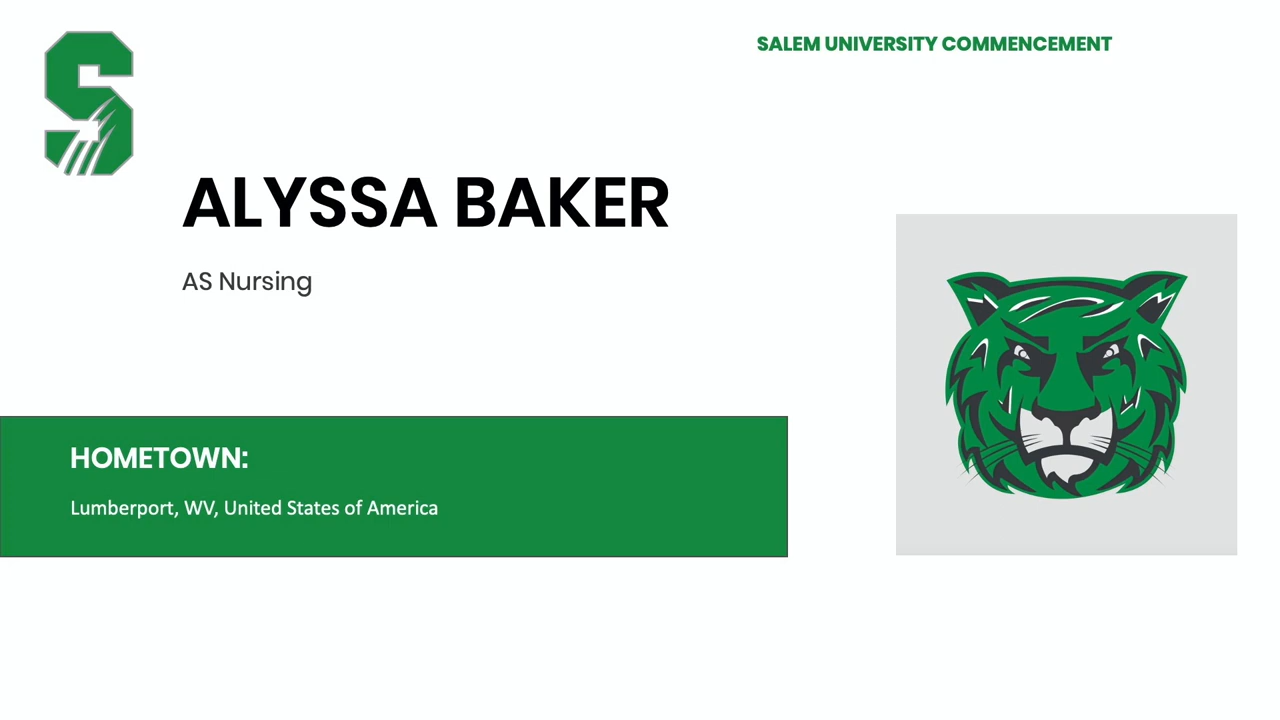 S
SALEM UNIVERSITY COMMENCEMENT
ALYSSA BAKER
AS Nursing
HOMETOWN:
Lumberport, WV, United States of America